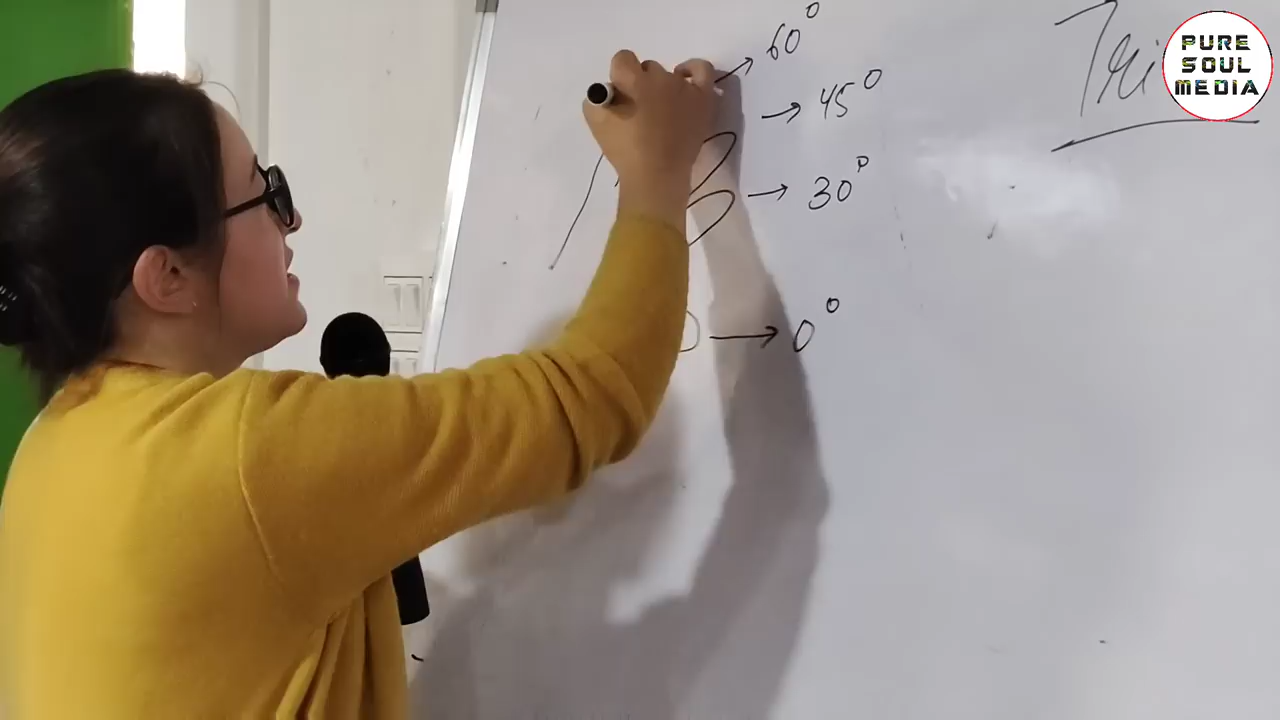 → 60°
→ 45°
→ 30°
→ 0°
PURE
SOUL
MEDIA